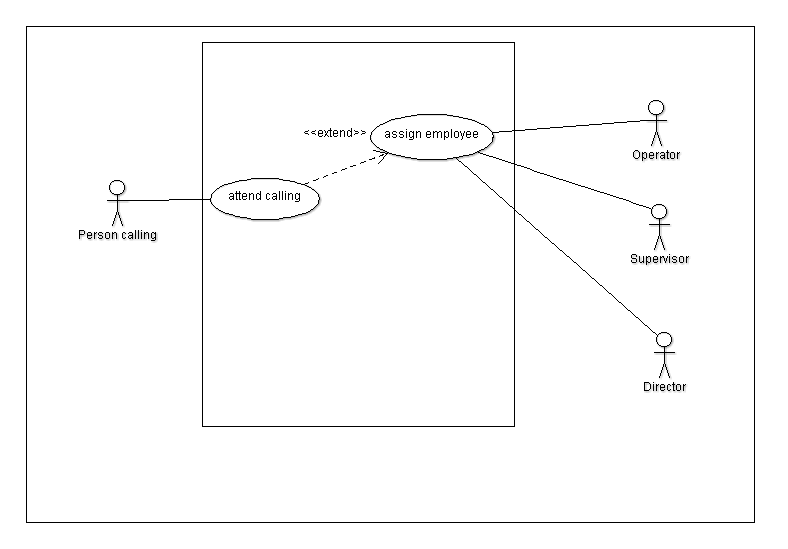 <<extend>>
assign employee
Operator
attend calling
Person calling
Supervisor
Director